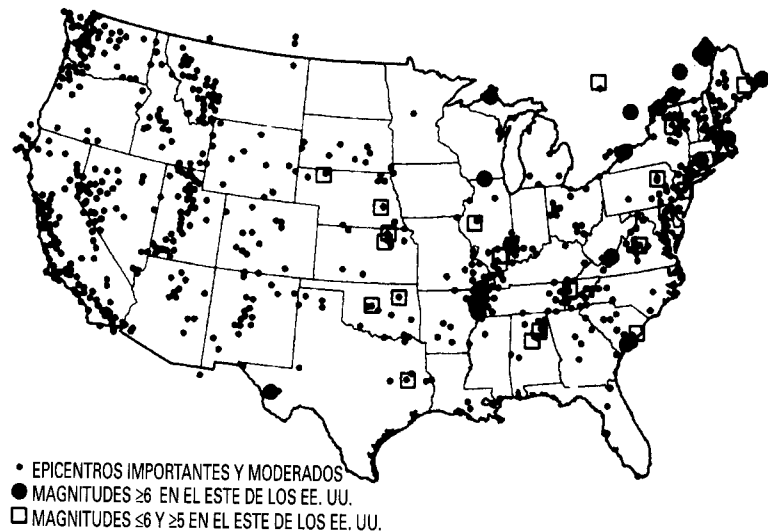 EPICENTROS IMPORTANTES Y MODERADOS
MAGNITUDES ≥6 EN EL ESTE DE LOS EE. UU.
MAGNITUDES ≤6 Y ≥5 EN EL ESTE DE LOS EE. UU.